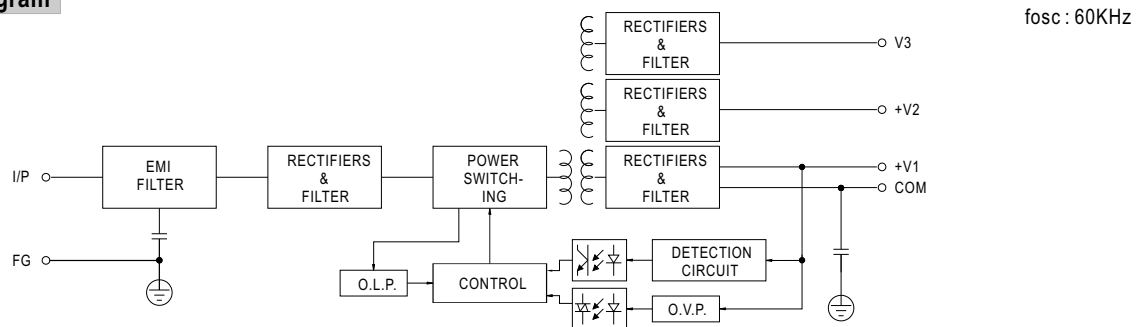 gram
fosc : 60KHz
RECTIFIERS
&
FILTER
V3
RECTIFIERS
&
FILTER
+V2
I/P
EMI
FILTER
RECTIFIERS
&
FILTER
POWER
SWITCH-
ING
RECTIFIERS
&
FILTER
+V1
COM
FG
O.L.P.
CONTROL
DETECTION
CIRCUIT
O.V.P.